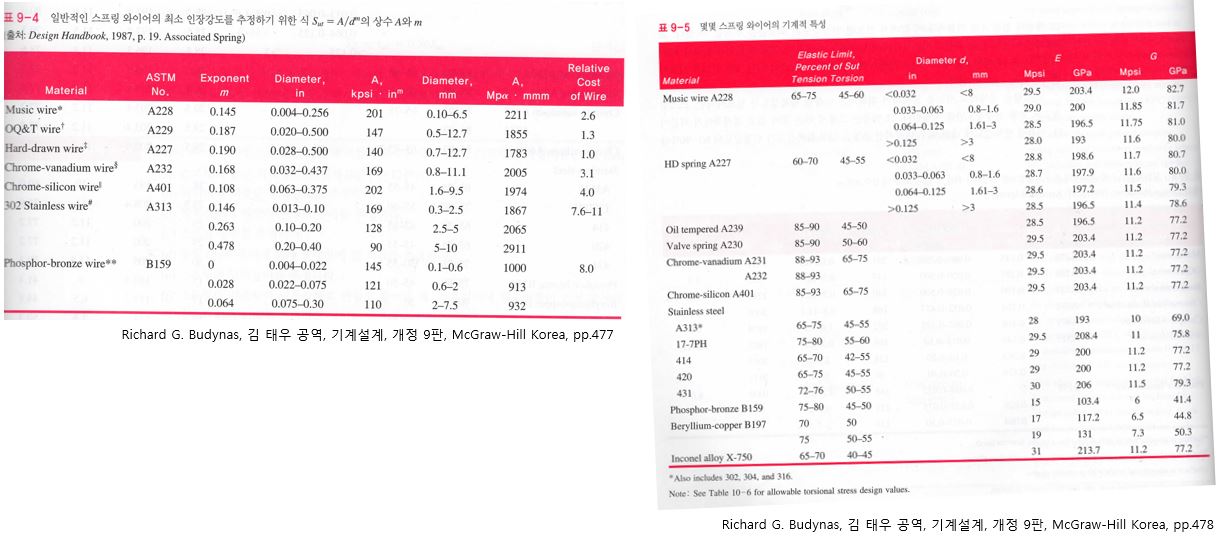 표 9-4 일반적인 스프링 와이어의 최소 인장강도를 추정하기 위한 식 Sut = A/d^m의 상수 A와 m
출처: Design Handbook, 1987, p. 19. Associated Spring)
Material ASTM No. Exponent m Diameter, in A, kpsi · in^m Diameter, mm A, Mpa · mmm Relative Cost of Wire
Music wire* A228 0.145 0.004–0.256 201 0.10–6.5 2211 2.6
OQ&T wire† A229 0.187 0.020–0.500 147 0.5–12.7 1855 1.3
Hard-drawn wire‡ A227 0.190 0.028–0.500 140 0.7–12.7 1783 1.0
Chrome-vanadium wire§ A232 0.168 0.032–0.437 169 0.8–11.1 2005 3.1
Chrome-silicon wire‖ A401 0.108 0.063–0.375 202 1.6–9.5 1974 4.0
302 Stainless wire# A313 0.146 0.013–0.10 169 0.3–2.5 1867 7.6–11
0.263 0.10–0.20 128 2.5–5 2065
0.478 0.20–0.40 90 5–10 2911
Phosphor-bronze wire** B159 0 0.004–0.022 145 0.1–0.6 1000 8.0
0.028 0.022–0.075 121 0.6–2 913
0.064 0.075–0.30 110 2–7.5 932
Richard G. Budynas, 김 태우 공역, 기계설계, 개정 9판, McGraw-Hill Korea, pp.477
표 9-5 몇몇 스프링 와이어의 기계적 특성
Elastic Limit, Percent of Sut Diameter d, E G
Material Tension Torsion in mm Mpsi GPa Mpsi GPa
Music wire A228 65–75 45–60 <0.032 <8 29.5 203.4 12.0 82.7
0.033–0.063 0.8–1.6 29.0 200 11.85 81.7
0.064–0.125 1.61–3 28.5 196.5 11.75 81.0
>0.125 >3 28.0 193 11.6 80.0
HD spring A227 60–70 45–55 <0.032 <8 28.8 198.6 11.7 80.7
0.033–0.063 0.8–1.6 28.7 197.9 11.6 80.0
0.064–0.125 1.61–3 28.6 197.2 11.5 79.3
>0.125 >3 28.5 196.5 11.4 78.6
Oil tempered A239 85–90 45–50 28.5 196.5 11.2 77.2
Valve spring A230 85–90 50–60 29.5 203.4 11.2 77.2
Chrome-vanadium A231 88–93 65–75 29.5 203.4 11.2 77.2
A232 88–93 29.5 203.4 11.2 77.2
Chrome-silicon A401 85–93 65–75 29.5 203.4 11.2 77.2
Stainless steel
A313* 65–75 45–55 28 193 10 69.0
17-7PH 75–80 55–60 29.5 208.4 11 75.8
414 65–70 42–55 29 200 11.2 77.2
420 65–75 45–55 29 200 11.2 77.2
431 72–76 50–55 30 206 11.5 79.3
Phosphor-bronze B159 75–80 45–50 15 103.4 6 41.4
Beryllium-copper B197 70 50 17 117.2 6.5 44.8
75 50–55 19 131 7.3 50.3
Inconel alloy X-750 65–70 40–45 31 213.7 11.2 77.2
*Also includes 302, 304, and 316.
Note: See Table 10-6 for allowable torsional stress design values.
Richard G. Budynas, 김 태우 공역, 기계설계, 개정 9판, McGraw-Hill Korea, pp.478